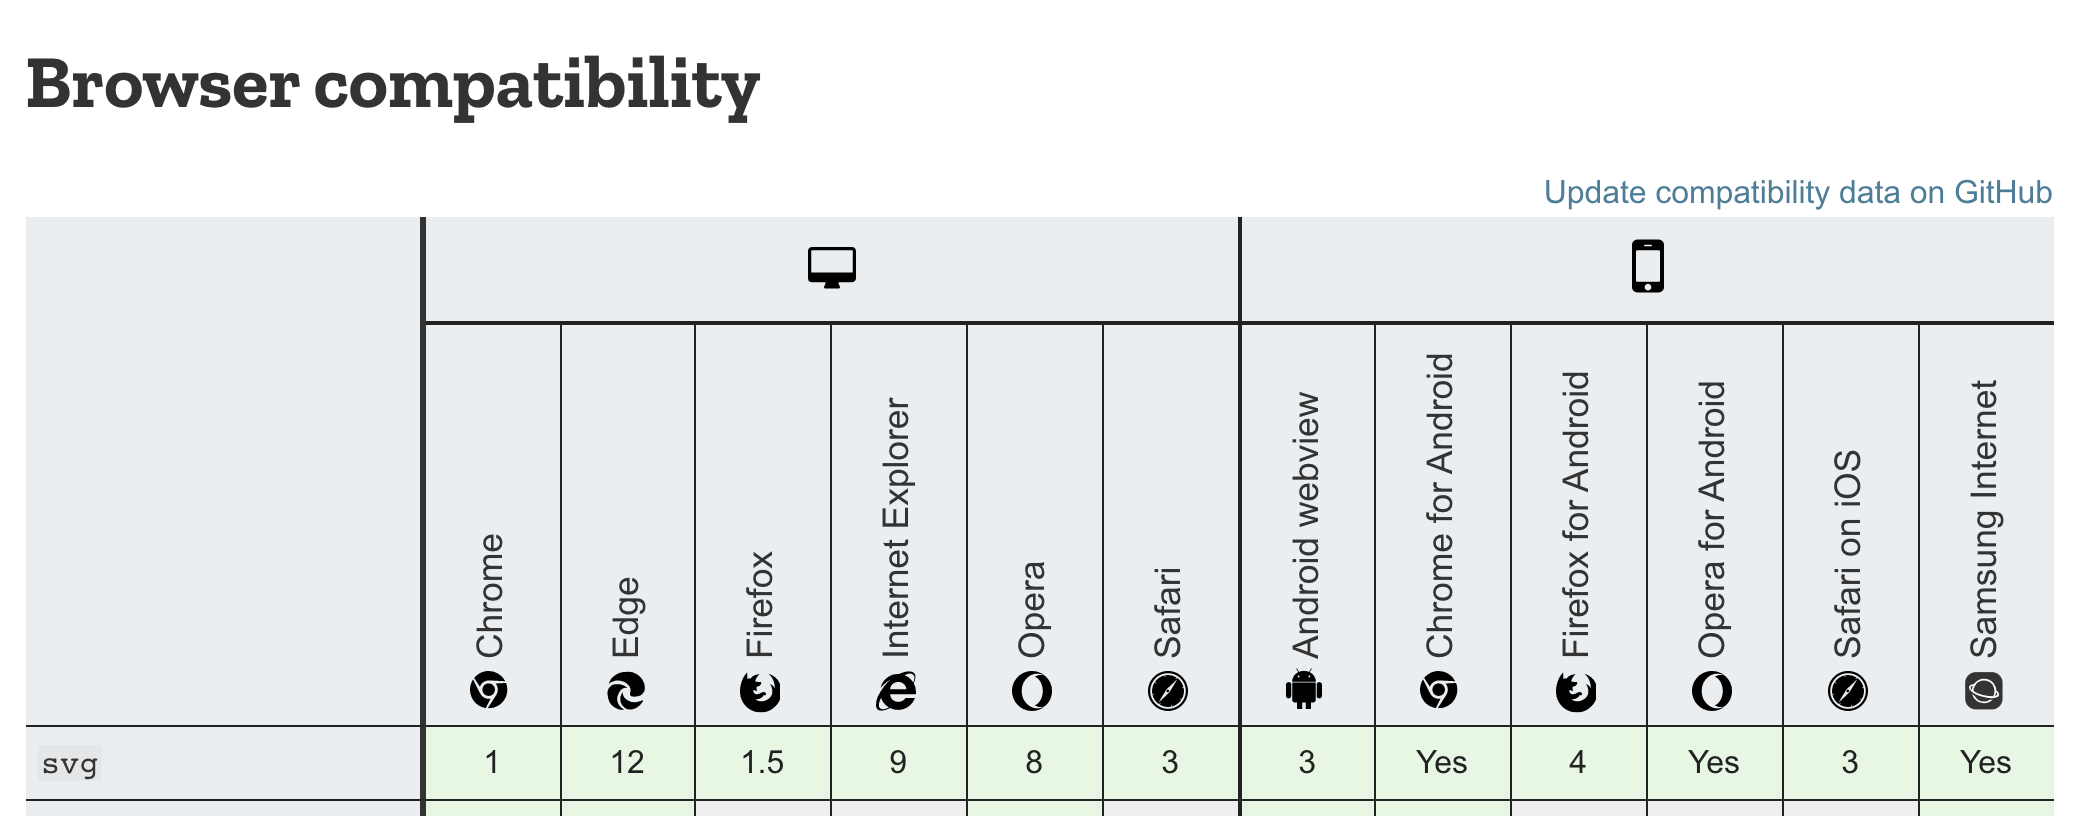 Browser compatibility
Update compatibility data on GitHub
Chrome
Edge
Firefox
Internet Explorer
Opera
Safari
Android webview
Chrome for Android
Firefox for Android
Opera for Android
Safari on iOS
Samsung Internet
svg 1 12 1.5 9 8 3 3 Yes 4 Yes 3 Yes